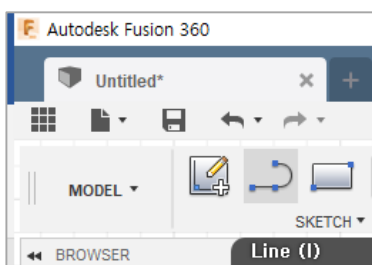 Autodesk Fusion 360
Untitled*
MODEL
SKETCH
BROWSER
Line (l)